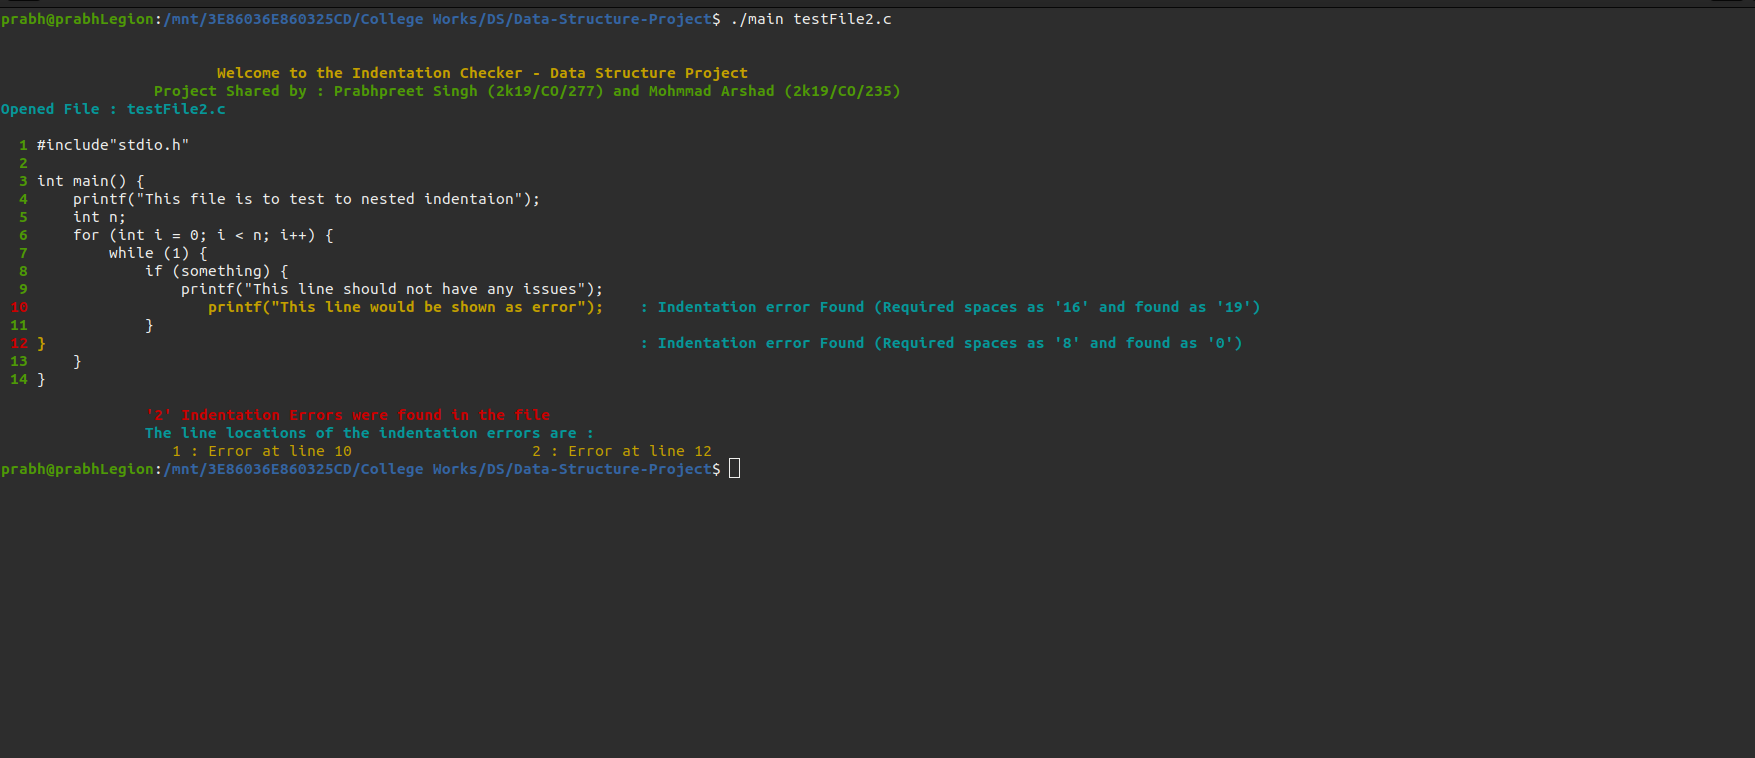 prabh@prabhLegion:/mnt/3E86036E860325CD/College Works/DS/Data-Structure-Project$ ./main testFile2.c
Welcome to the Indentation Checker - Data Structure Project
Project Shared by : Prabhpreet Singh (2k19/CO/277) and Mohmmad Arshad (2k19/CO/235)
Opened File : testFile2.c
1 #include"stdio.h"
2
3 int main() {
4     printf("This file is to test to nested indentaion");
5     int n;
6     for (int i = 0; i < n; i++) {
7         while (1) {
8             if (something) {
9                 printf("This line should not have any issues");
10                    printf("This line would be shown as error");    : Indentation error Found (Required spaces as '16' and found as '19')
11             }
12 }    : Indentation error Found (Required spaces as '8' and found as '0')
13     }
14 }
'2' Indentation Errors were found in the file
The line locations of the indentation errors are :
1 : Error at line 10                    2 : Error at line 12
prabh@prabhLegion:/mnt/3E86036E860325CD/College Works/DS/Data-Structure-Project$